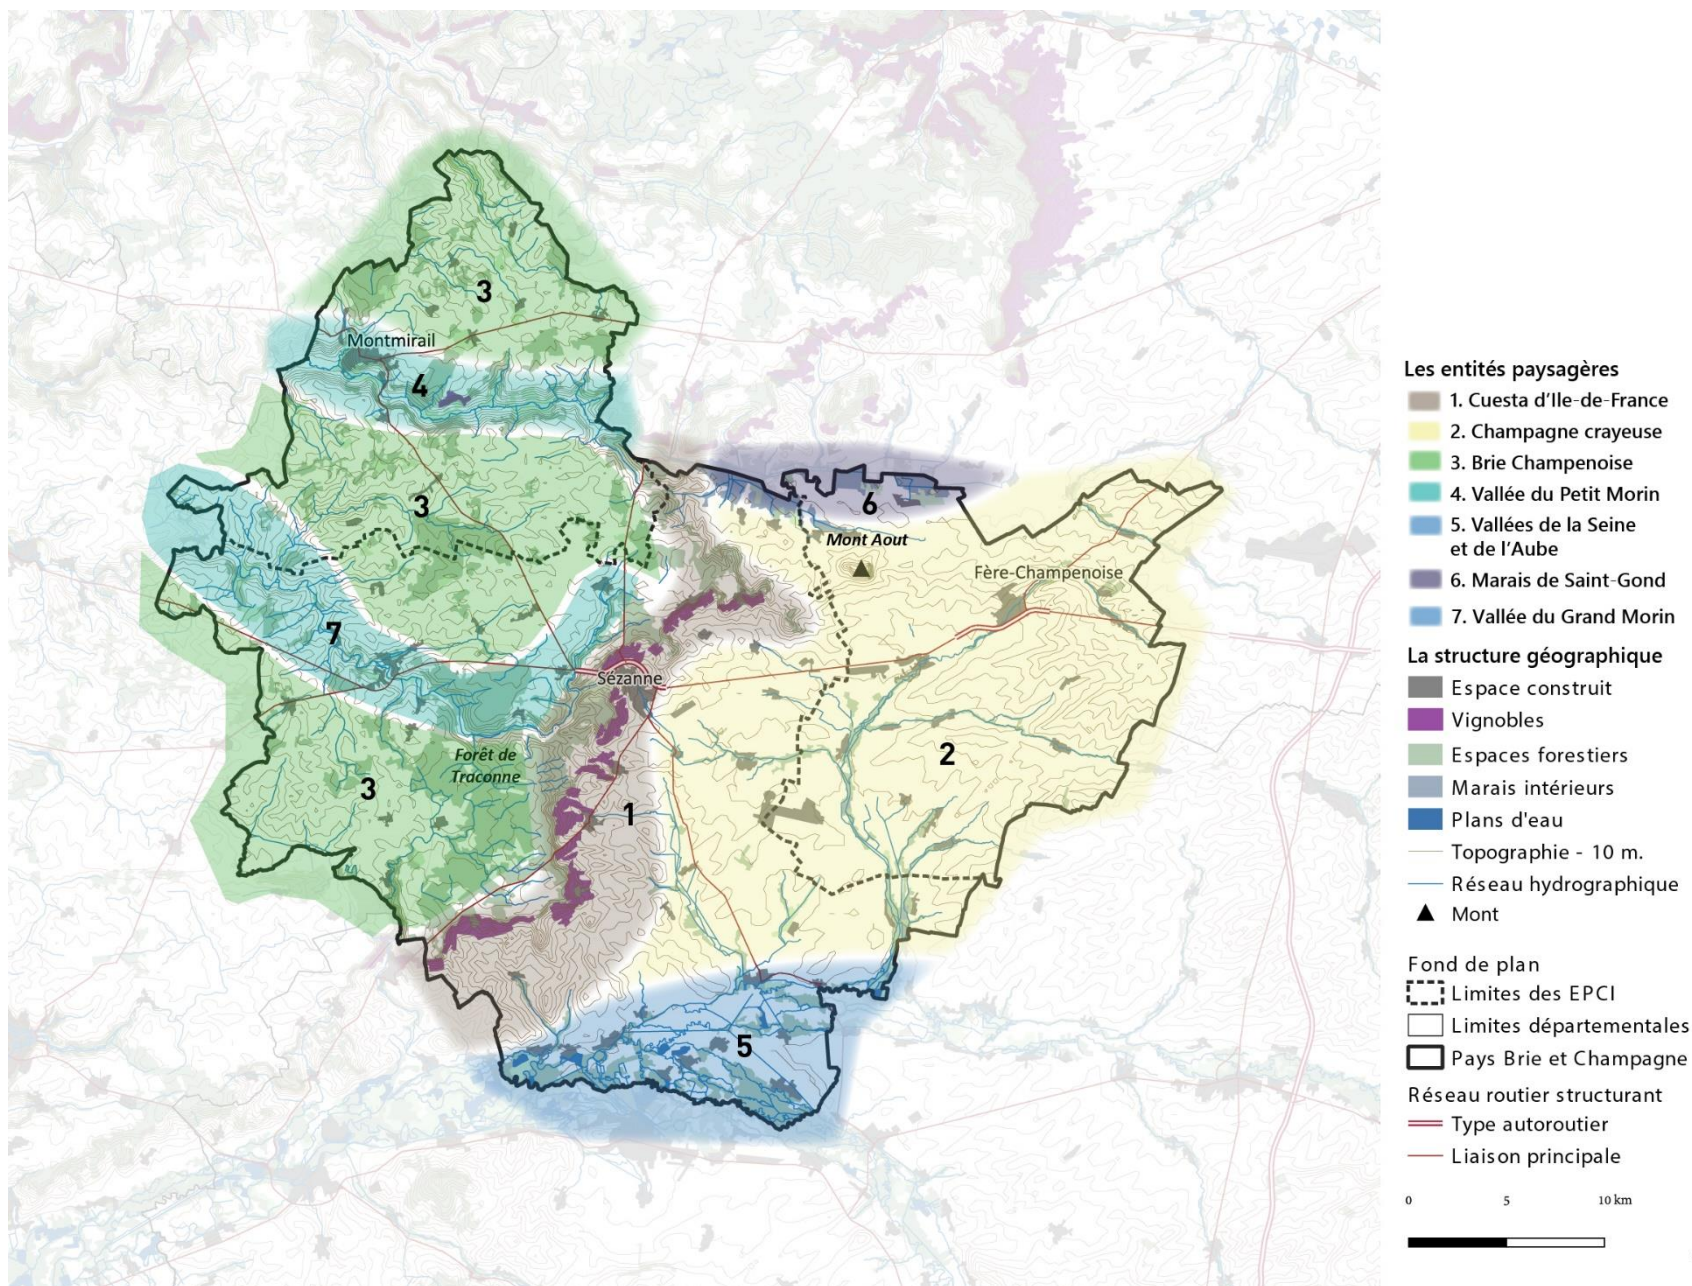 3
Montmirail
4
3
6
Mont Aout
Fère-Champenoise
7
Sézanne
Forêt de
Traconne
2
3
1
5
Les entités paysagères
1. Cuesta d'Ile-de-France
2. Champagne crayeuse
3. Brie Champenoise
4. Vallée du Petit Morin
5. Vallées de la Seine
et de l'Aube
6. Marais de Saint-Gond
7. Vallée du Grand Morin
La structure géographique
Espace construit
Vignobles
Espaces forestiers
Marais intérieurs
Plans d'eau
Topographie - 10 m.
Réseau hydrographique
Mont
Fond de plan
Limites des EPCI
Limites départementales
Pays Brie et Champagne
Réseau routier structurant
Type autoroutier
Liaison principale
0 5 10 km